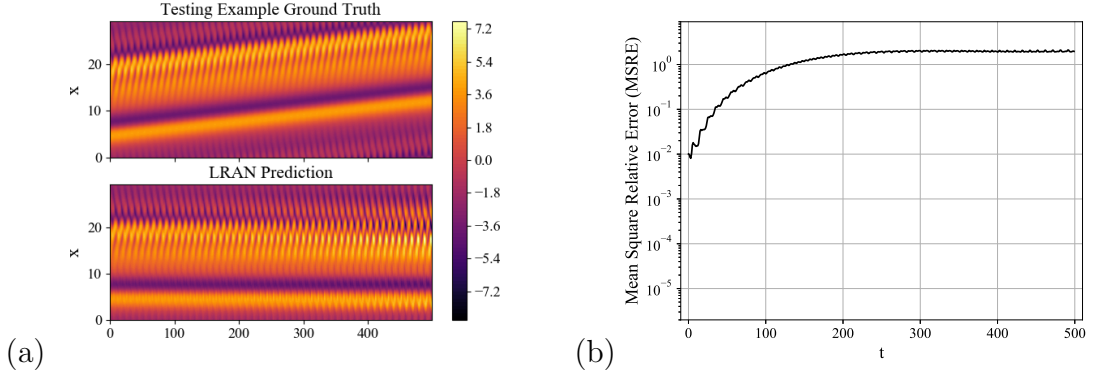 Testing Example Ground Truth
x
20
10
0
LRAN Prediction
x
20
10
0
0 100 200 300 400
7.2
5.4
3.6
1.8
0.0
−1.8
−3.6
−5.4
−7.2
(a)
Mean Square Relative Error (MSRE)
10⁰
10⁻¹
10⁻²
10⁻³
10⁻⁴
10⁻⁵
0 100 200 300 400 500
t
(b)